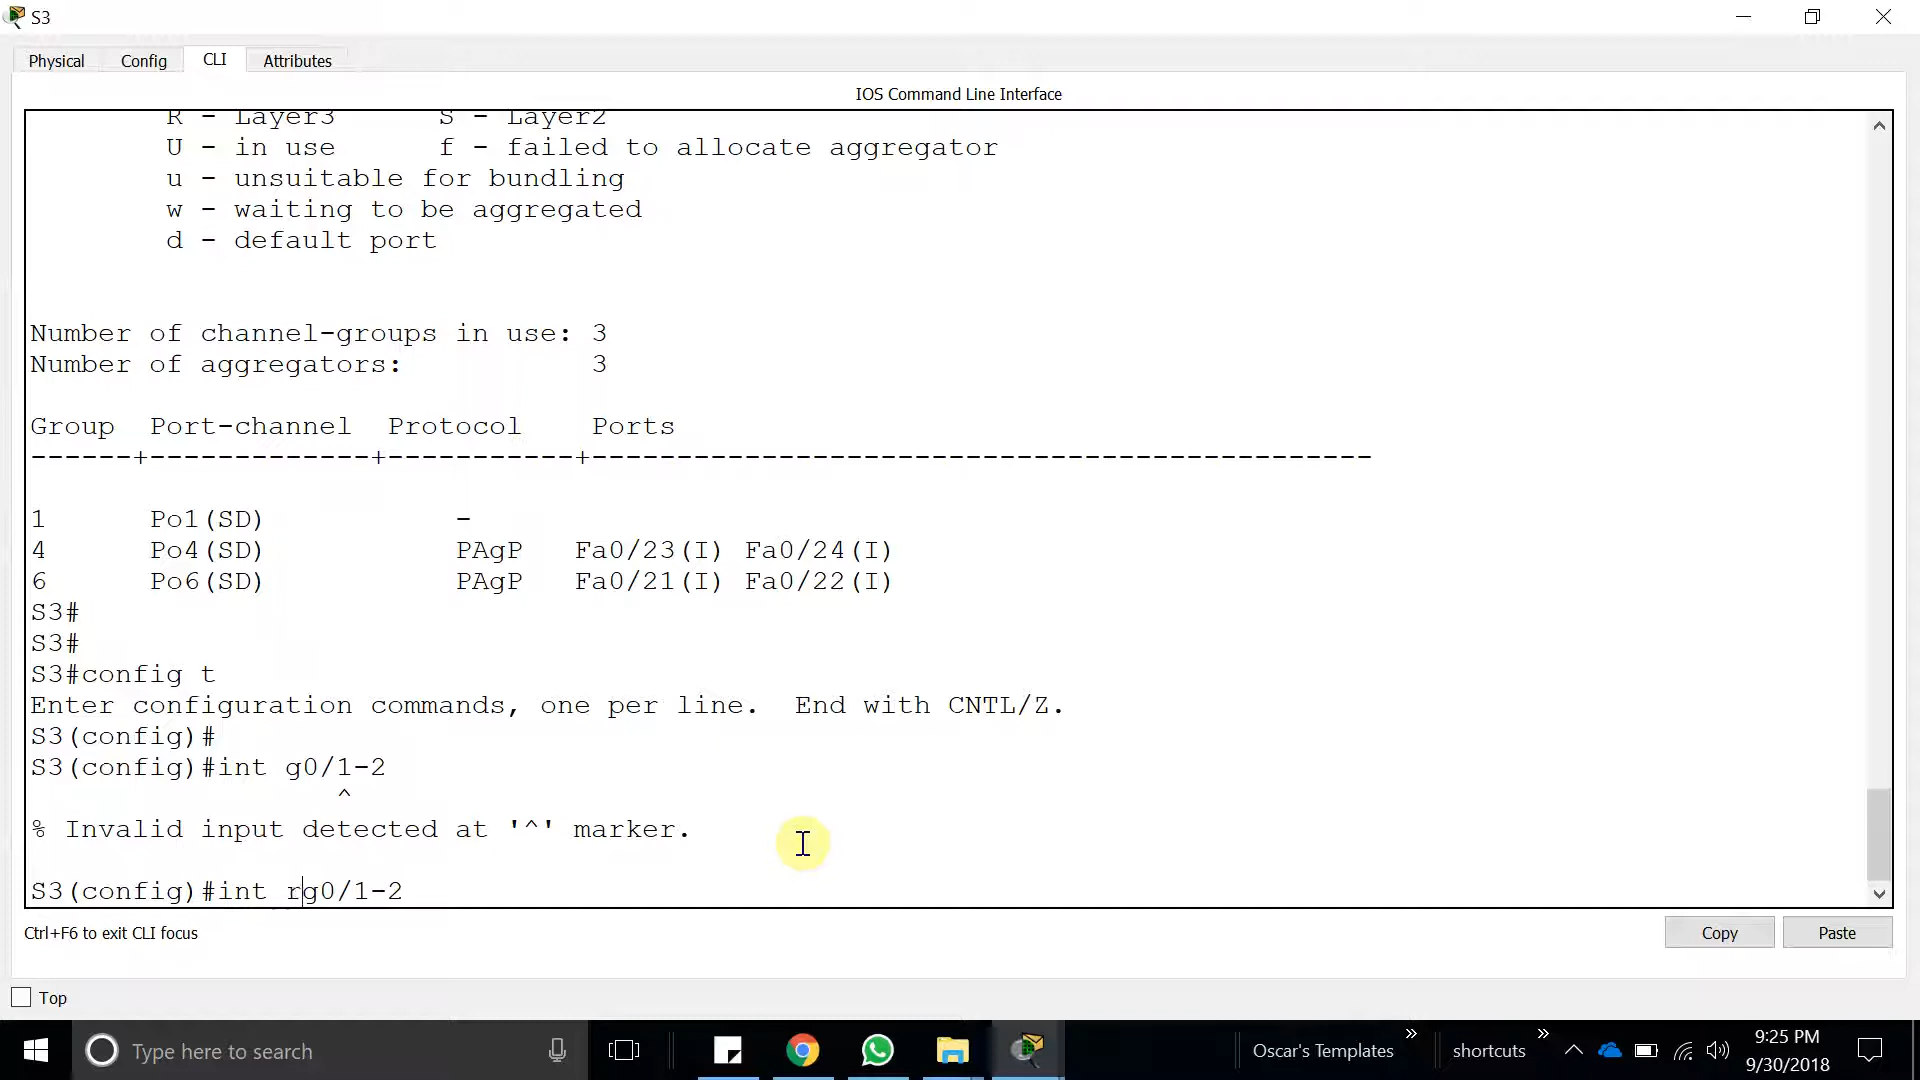 S3
Physical Config CLI Attributes
IOS Command Line Interface
R - Layer3 S - Layer2
U - in use f - failed to allocate aggregator
u - unsuitable for bundling
w - waiting to be aggregated
d - default port
Number of channel-groups in use: 3
Number of aggregators: 3
Group Port-channel Protocol Ports
------+-------------+-----------+----------------------------------------------
1 Po1(SD) -
4 Po4(SD) PAgP Fa0/23(I) Fa0/24(I)
6 Po6(SD) PAgP Fa0/21(I) Fa0/22(I)
S3#
S3#
S3#config t
Enter configuration commands, one per line. End with CNTL/Z.
S3(config)#
S3(config)#int g0/1-2
^
% Invalid input detected at '^' marker.
S3(config)#int rg0/1-2
Ctrl+F6 to exit CLI focus
Copy Paste
Top
Type here to search
Oscar's Templates
shortcuts
9:25 PM
9/30/2018